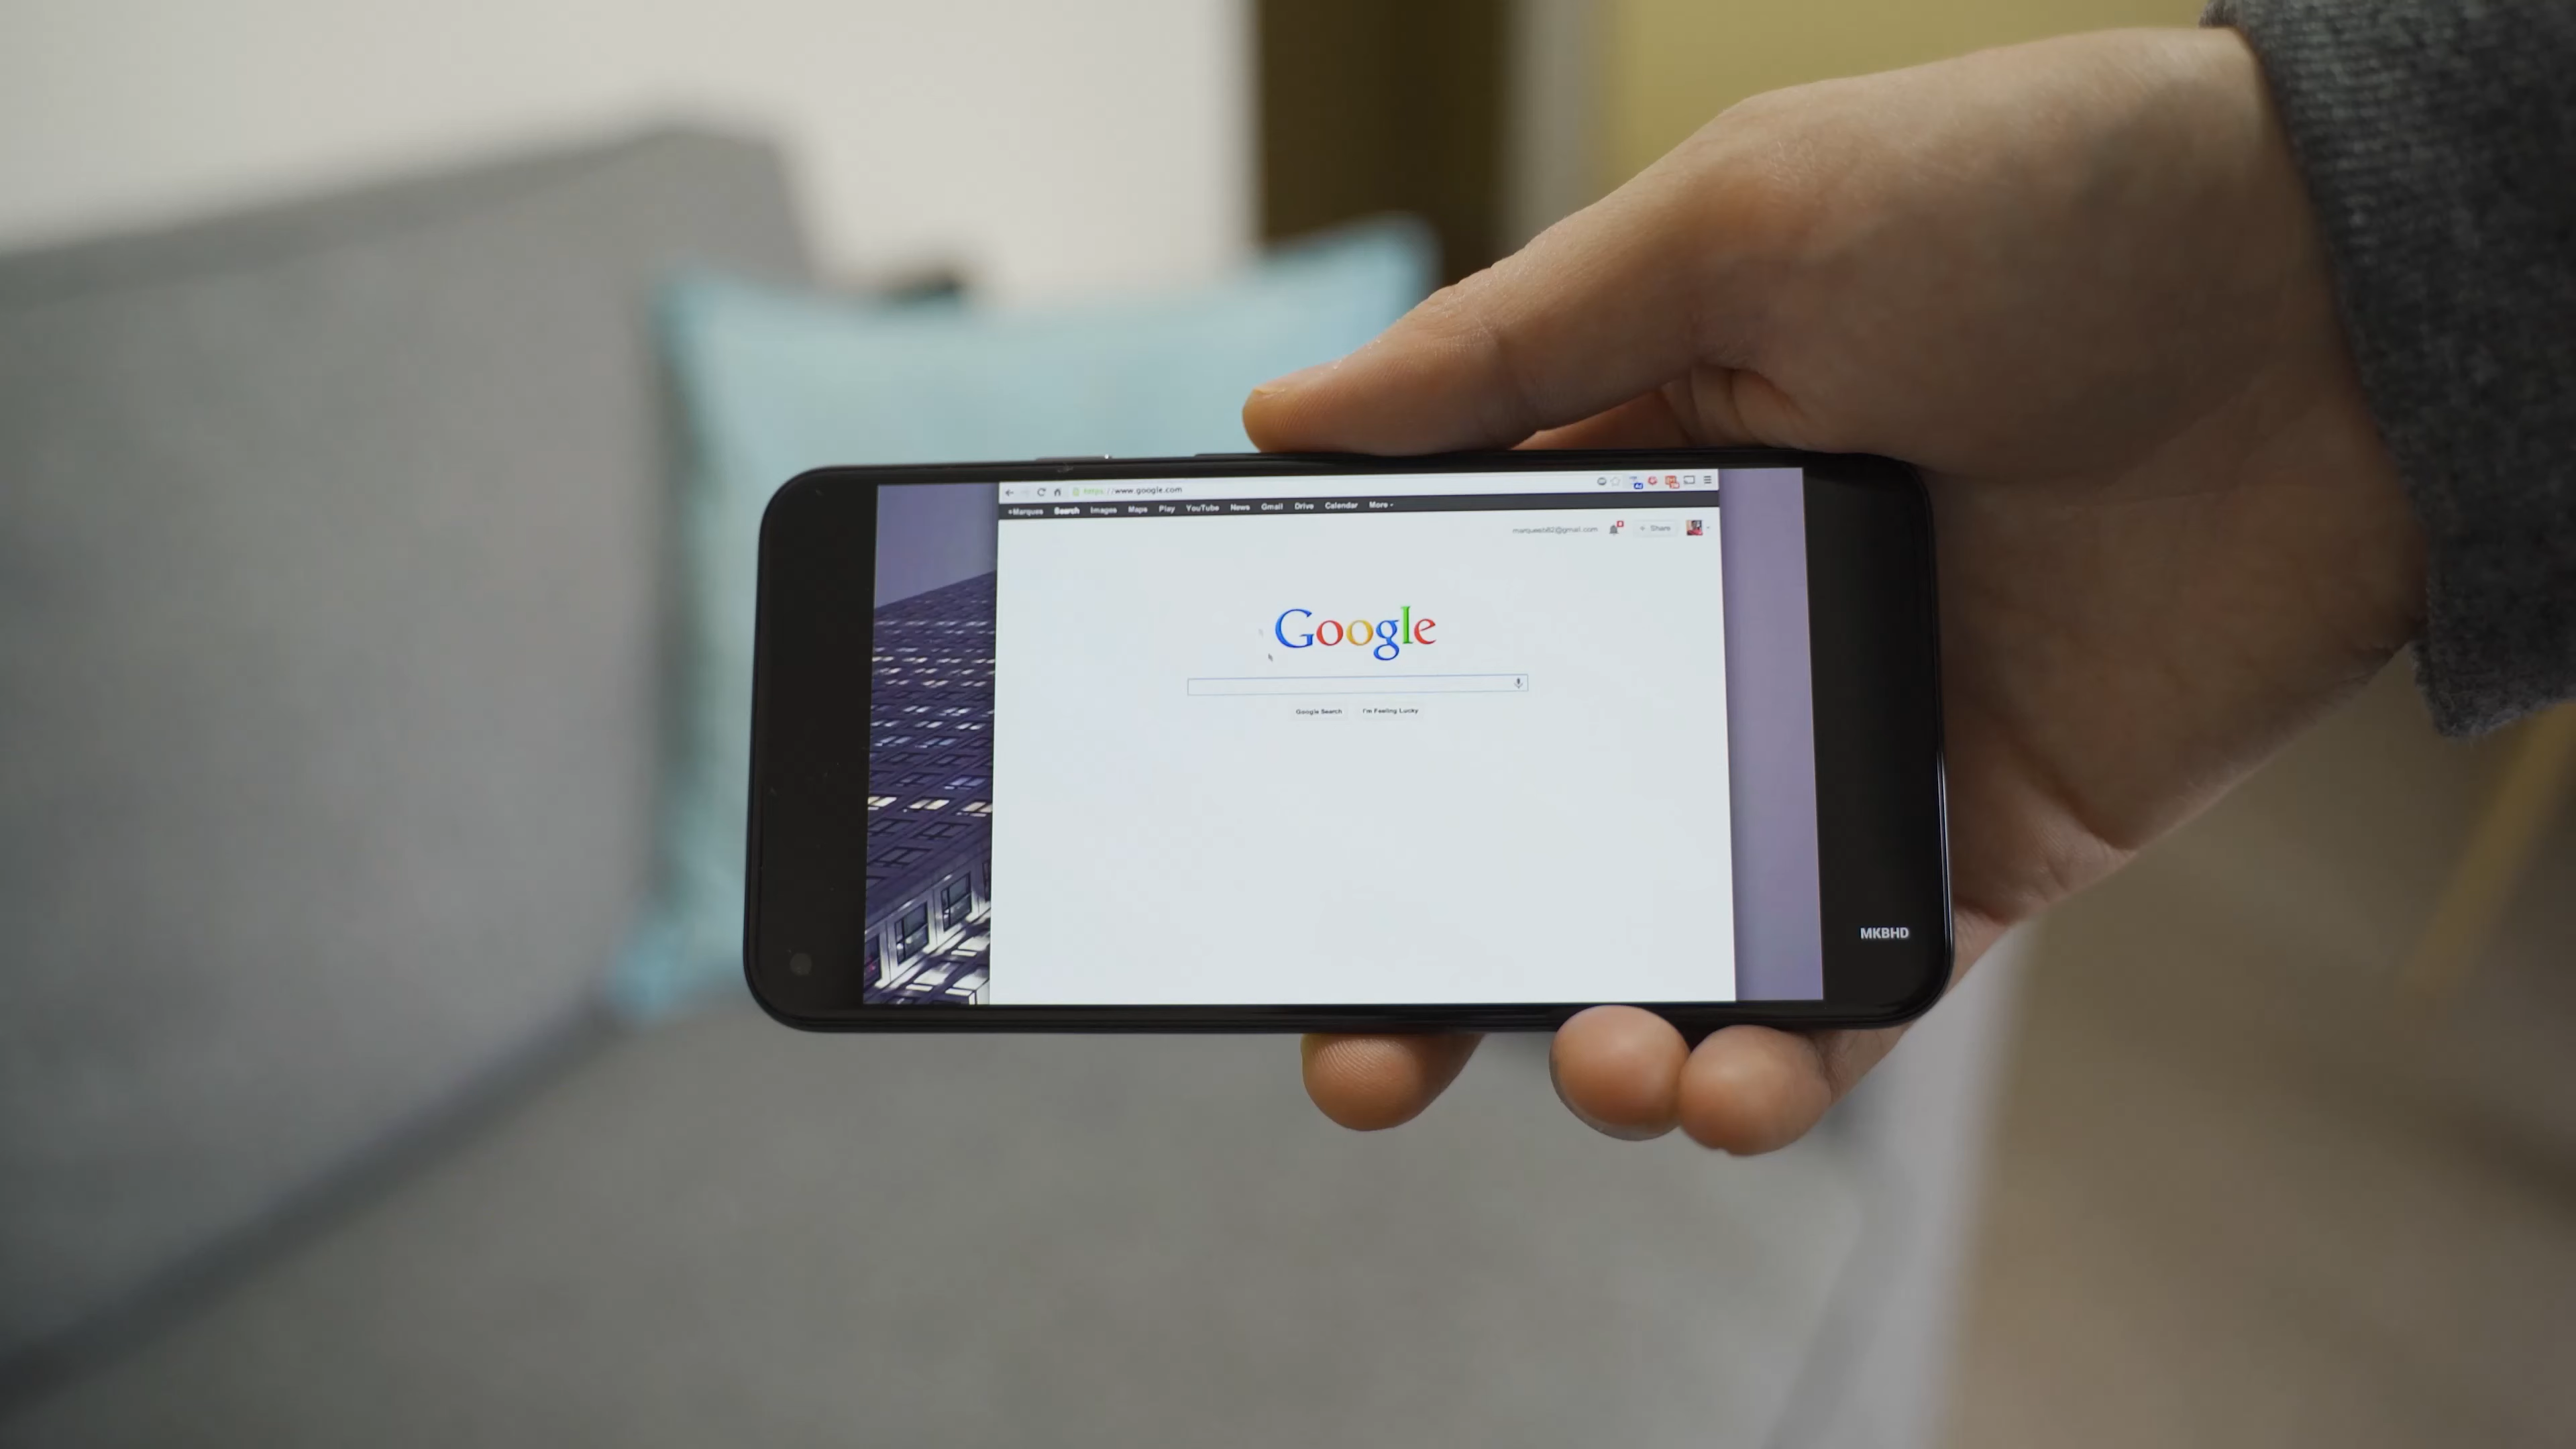 https://www.google.com
+Marques Search Images Maps Play YouTube News Gmail Drive Calendar More
+ Share
Google
Google Search I'm Feeling Lucky
MKBHD